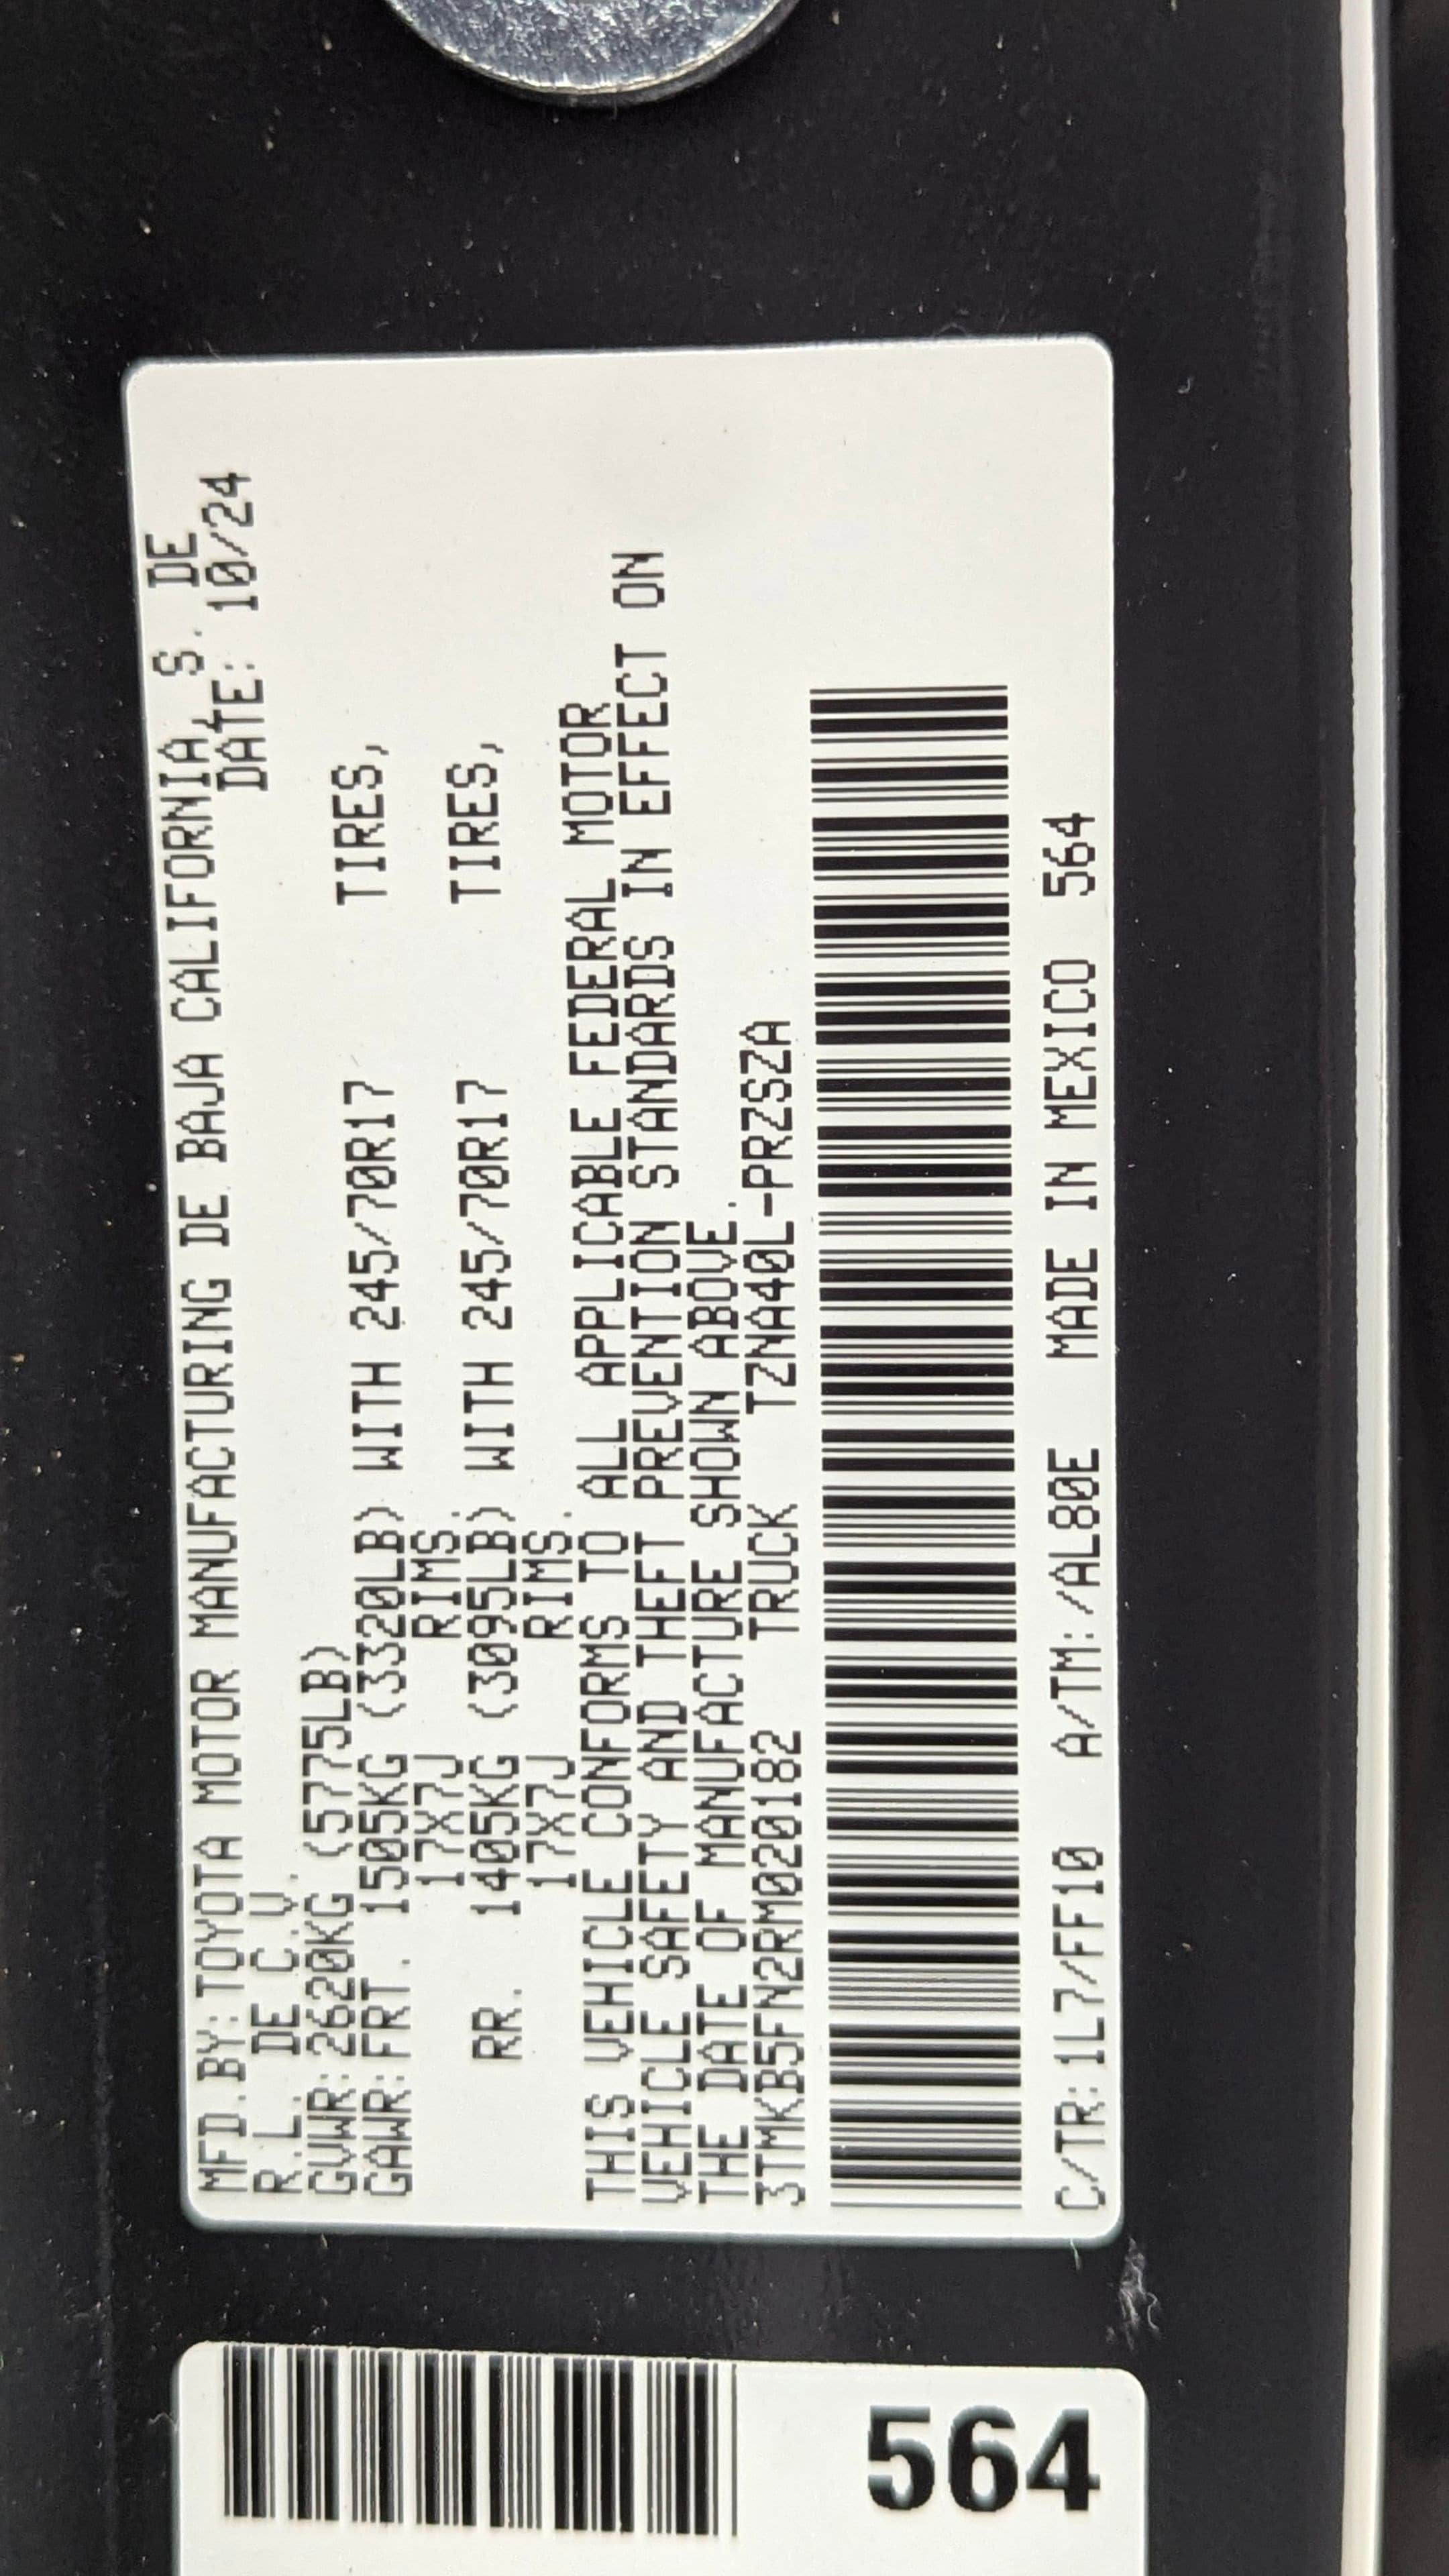 MFD.BY:TOYOTA MOTOR MANUFACTURING DE BAJA CALIFORNIA, S. DE
R.L. DE C.V. DATE: 10/24
GVWR:2620KG (5775LB)
GAWR:FRT. 1505KG (3320LB) WITH 245/70R17 TIRES,
17X7J RIMS.
RR. 1405KG (3095LB) WITH 245/70R17 TIRES,
17X7J RIMS.
THIS VEHICLE CONFORMS TO ALL APPLICABLE FEDERAL MOTOR
VEHICLE SAFETY AND THEFT PREVENTION STANDARDS IN EFFECT ON
THE DATE OF MANUFACTURE SHOWN ABOVE.
3TMKB5FN2RM020182 TRUCK TZNA40L-PRZSZA
C/TR:1L7/FF10 A/TM:/AL80E MADE IN MEXICO 564
564